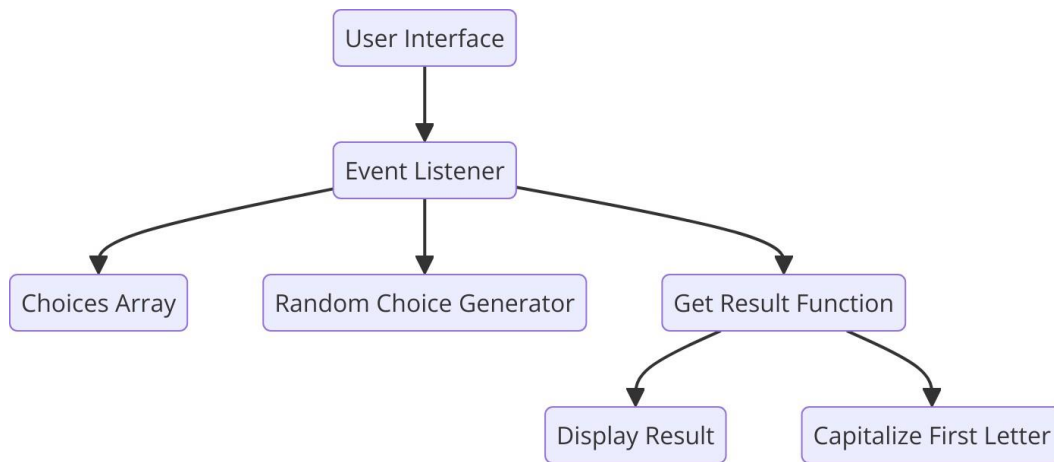 User Interface
Event Listener
Choices Array
Random Choice Generator
Get Result Function
Display Result
Capitalize First Letter